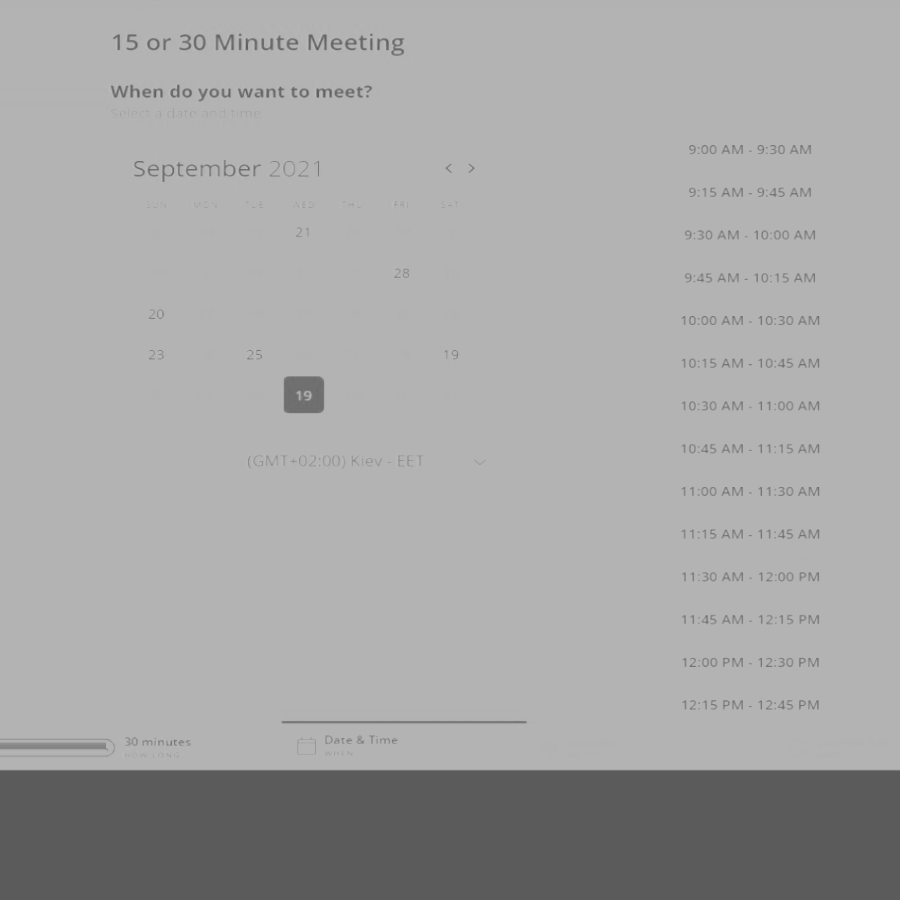 15 or 30 Minute Meeting
When do you want to meet?
Select a date and time
September 2021 < >
SUN MON TUE WED THU FRI SAT
21
28
20
23 25 19
19
(GMT+02:00) Kiev - EET
9:00 AM - 9:30 AM
9:15 AM - 9:45 AM
9:30 AM - 10:00 AM
9:45 AM - 10:15 AM
10:00 AM - 10:30 AM
10:15 AM - 10:45 AM
10:30 AM - 11:00 AM
10:45 AM - 11:15 AM
11:00 AM - 11:30 AM
11:15 AM - 11:45 AM
11:30 AM - 12:00 PM
11:45 AM - 12:15 PM
12:00 PM - 12:30 PM
12:15 PM - 12:45 PM
30 minutes
HOW LONG
Date & Time
WHEN